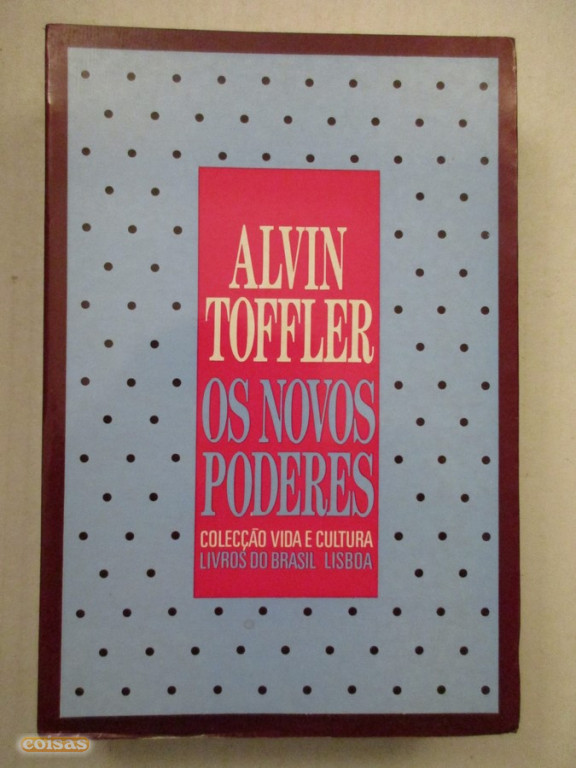 ALVIN
TOFFLER
OS NOVOS
PODERES
COLECÇÃO VIDA E CULTURA
LIVROS DO BRASIL LISBOA
coisas